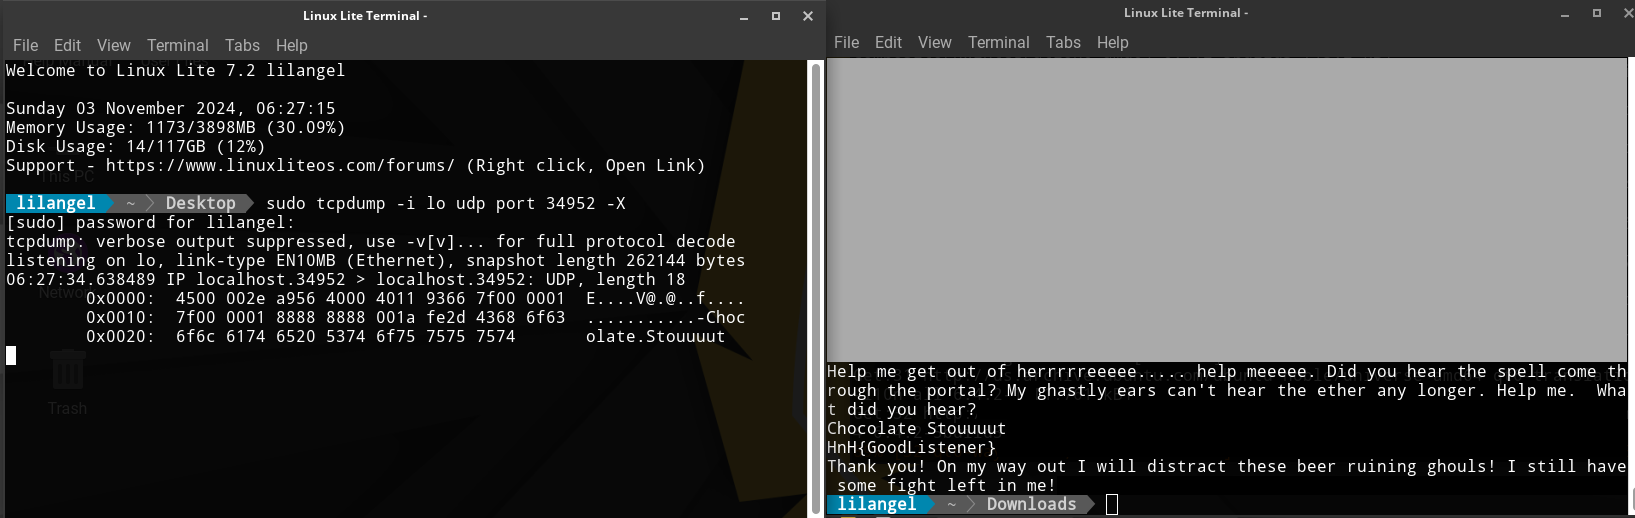 Linux Lite Terminal -
File Edit View Terminal Tabs Help
Welcome to Linux Lite 7.2 lilangel
Sunday 03 November 2024, 06:27:15
Memory Usage: 1173/3898MB (30.09%)
Disk Usage: 14/117GB (12%)
Support - https://www.linuxliteos.com/forums/ (Right click, Open Link)
This PC
lilangel ~ Desktop sudo tcpdump -i lo udp port 34952 -X
[sudo] password for lilangel:
tcpdump: verbose output suppressed, use -v[v]... for full protocol decode
listening on lo, link-type EN10MB (Ethernet), snapshot length 262144 bytes
06:27:34.638489 IP localhost.34952 > localhost.34952: UDP, length 18
Network
0x0000: 4500 002e a956 4000 4011 9366 7f00 0001 E....V@.@..f....
0x0010: 7f00 0001 8888 8888 001a fe2d 4368 6f63 ...........-Choc
0x0020: 6f6c 6174 6520 5374 6f75 7575 7574 olate.Stouuuut
Trash
Linux Lite Terminal -
File Edit View Terminal Tabs Help
Help me get out of herrrrreeeee..... help meeeee. Did you hear the spell come th
rough the portal? My ghastly ears can't hear the ether any longer. Help me.  Wha
t did you hear?
Chocolate Stouuuut
HnH{GoodListener}
Thank you! On my way out I will distract these beer ruining ghouls! I still have
some fight left in me!
lilangel ~ Downloads